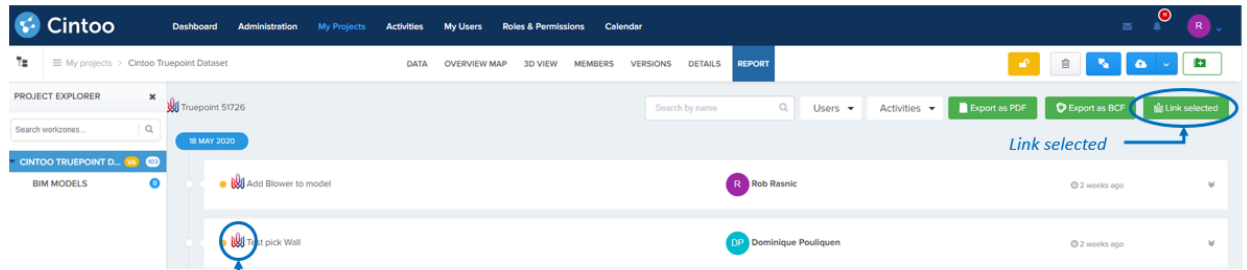 Cintoo Dashboard Administration My Projects Activities My Users Roles & Permissions Calendar R
My projects > Cintoo Truepoint Dataset DATA OVERVIEW MAP 3D VIEW MEMBERS VERSIONS DETAILS REPORT
PROJECT EXPLORER
Truepoint 51726 Search by name Users Activities Export as PDF Export as BCF Link selected
Search workzones...
18 MAY 2020
Link selected
CINTOO TRUEPOINT D... 103
BIM MODELS 0
Add Blower to model R Rob Rasnic 2 weeks ago
Test pick Wall DP Dominique Pouliquen 2 weeks ago